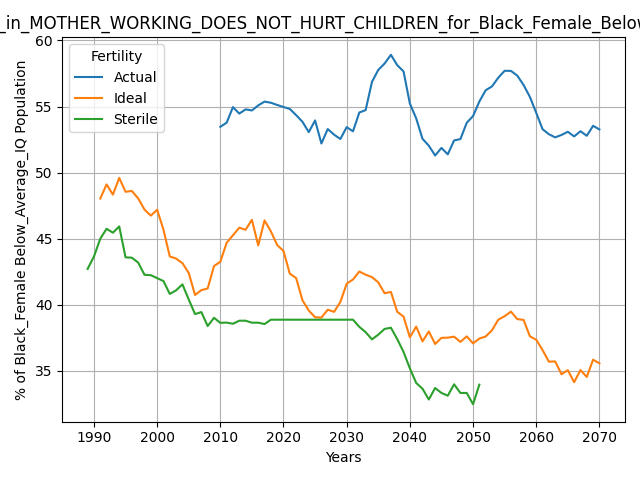 _in_MOTHER_WORKING_DOES_NOT_HURT_CHILDREN_for_Black_Female_Below
% of Black_Female Below_Average_IQ Population
60
55
50
45
40
35
Fertility
Actual
Ideal
Sterile
1990 2000 2010 2020 2030 2040 2050 2060 2070
Years